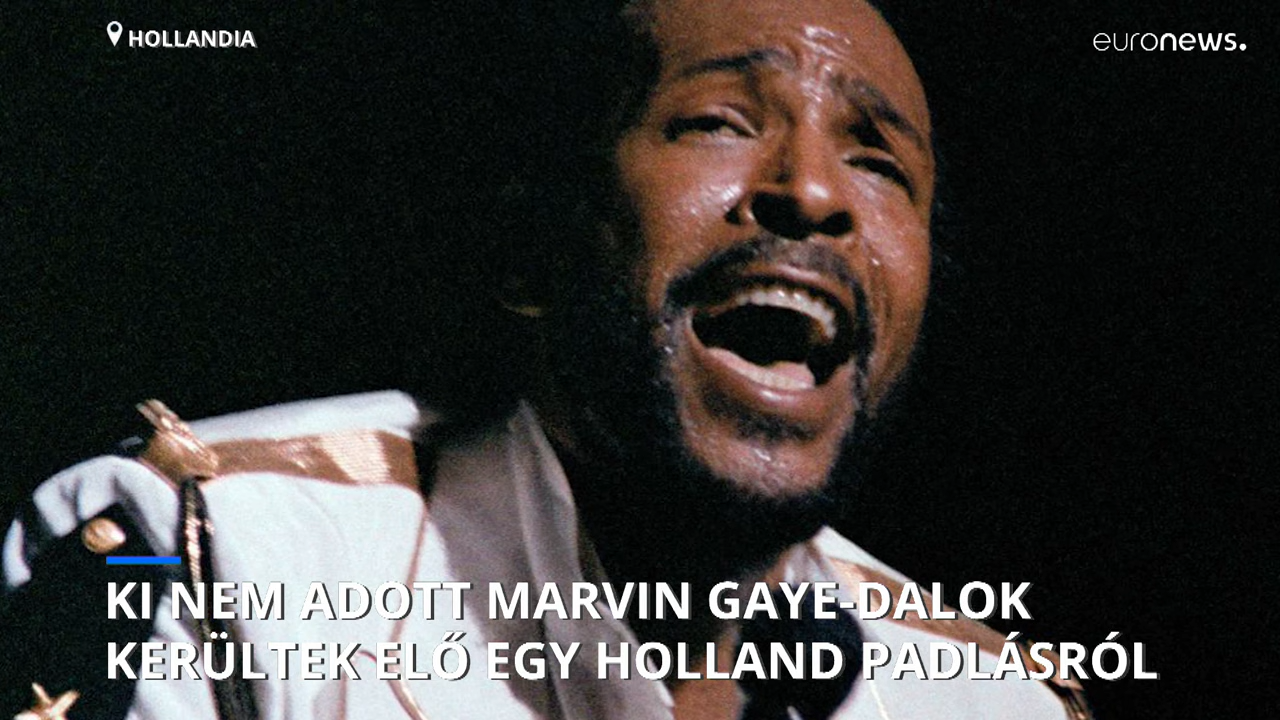 HOLLANDIA
euronews.
KI NEM ADOTT MARVIN GAYE-DALOK
KERÜLTEK ELŐ EGY HOLLAND PADLÁSRÓL